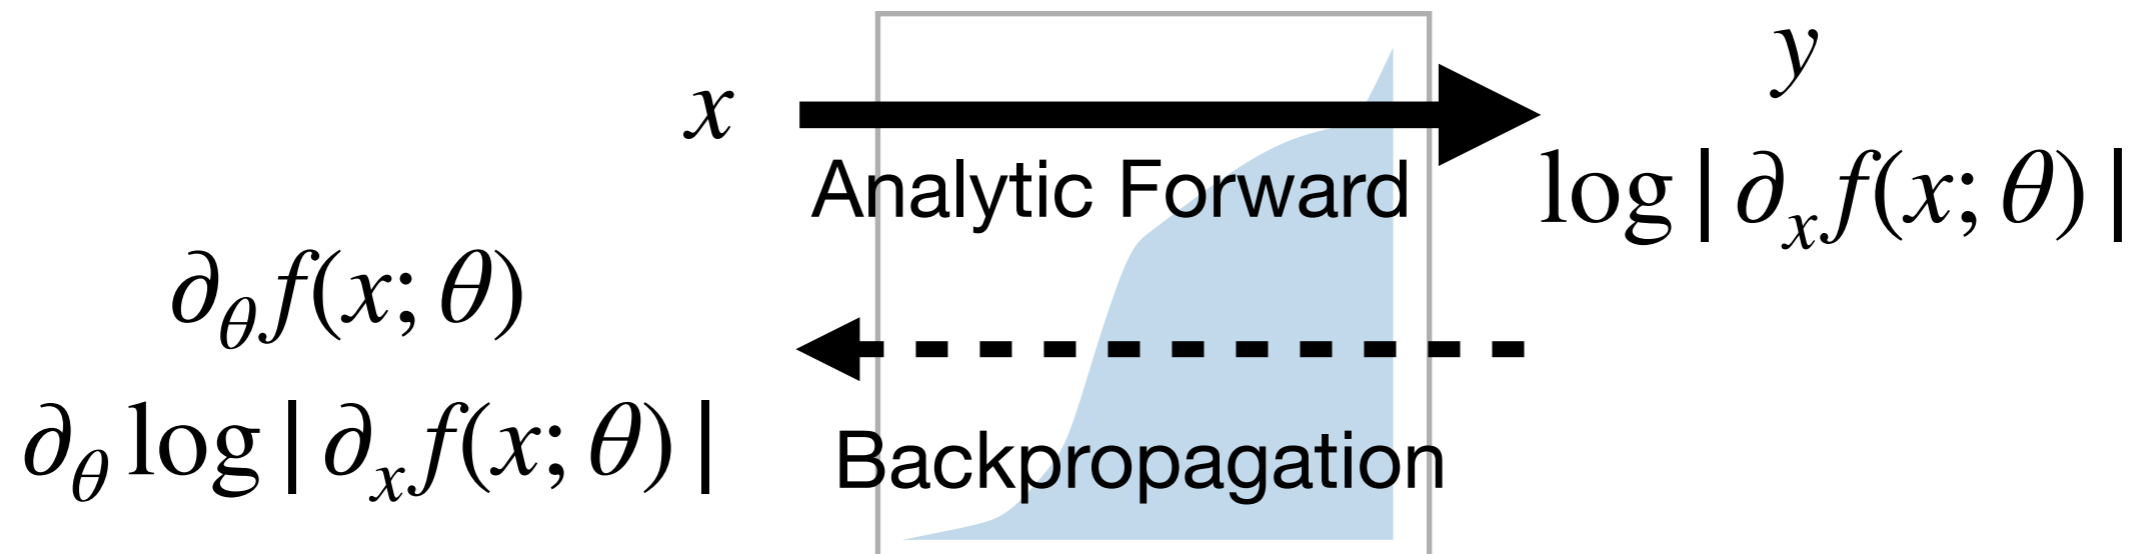 y
x
Analytic Forward
log | ∂ₓf(x; θ) |
∂_θ f(x; θ)
∂_θ log | ∂ₓf(x; θ) |
Backpropagation